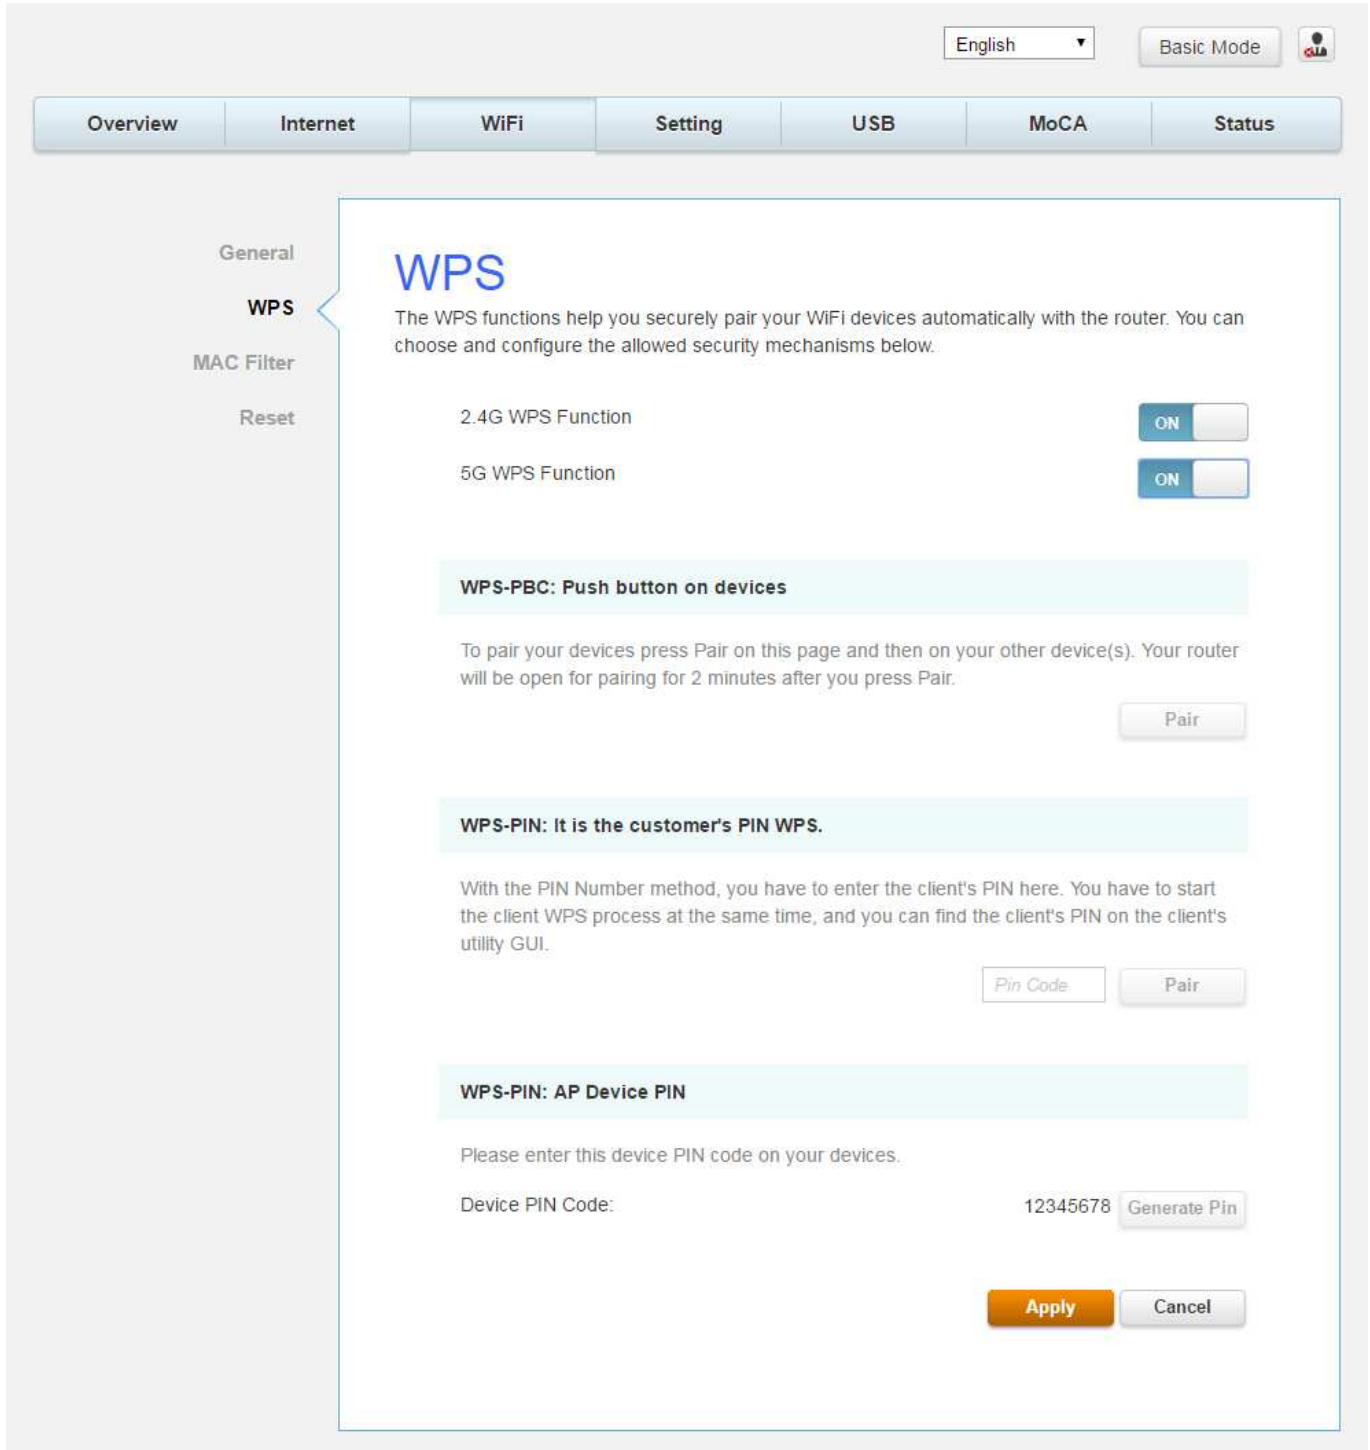 English
Basic Mode
Overview Internet WiFi Setting USB MoCA Status
General
WPS
MAC Filter
Reset
WPS
The WPS functions help you securely pair your WiFi devices automatically with the router. You can
choose and configure the allowed security mechanisms below.
2.4G WPS Function ON
5G WPS Function ON
WPS-PBC: Push button on devices
To pair your devices press Pair on this page and then on your other device(s). Your router
will be open for pairing for 2 minutes after you press Pair.
Pair
WPS-PIN: It is the customer's PIN WPS.
With the PIN Number method, you have to enter the client's PIN here. You have to start
the client WPS process at the same time, and you can find the client's PIN on the client's
utility GUI.
Pin Code Pair
WPS-PIN: AP Device PIN
Please enter this device PIN code on your devices.
Device PIN Code: 12345678 Generate Pin
Apply Cancel